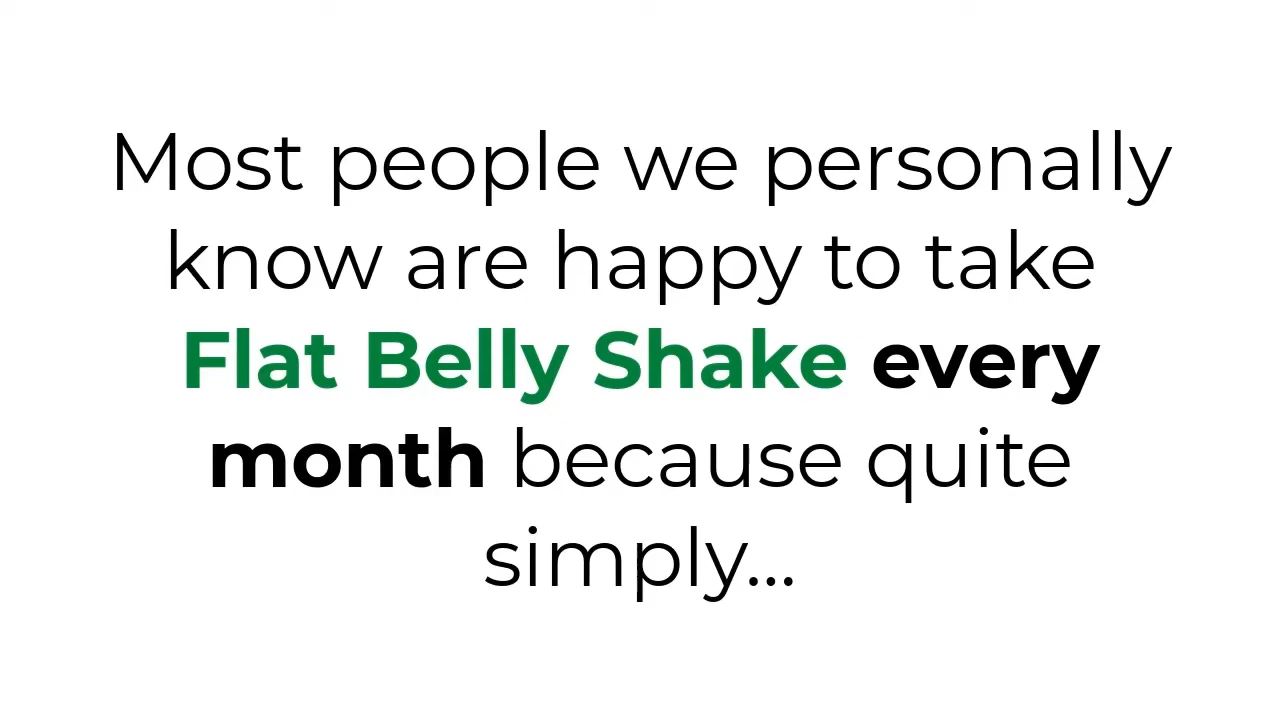 Most people we personally
know are happy to take
Flat Belly Shake every
month because quite
simply...